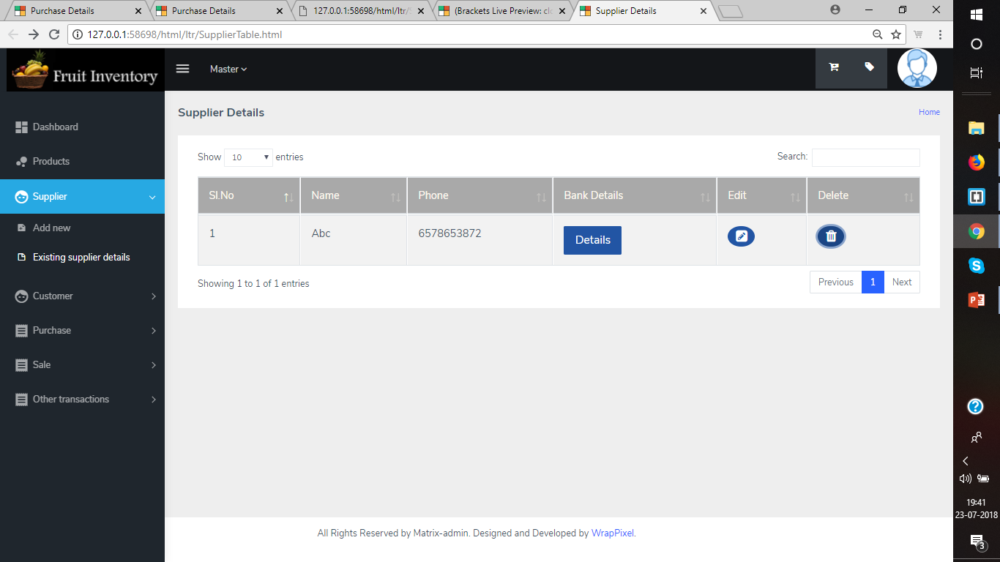 Purchase Details
Purchase Details
127.0.0.1:58698/html/ltr/
(Brackets Live Preview: clo
Supplier Details
127.0.0.1:58698/html/ltr/SupplierTable.html
Fruit Inventory
Master
Dashboard
Products
Supplier
Add new
Existing supplier details
Customer
Purchase
Sale
Other transactions
Supplier Details
Home
Show 10 entries
Search:
Sl.No Name Phone Bank Details Edit Delete
1 Abc 6578653872 Details
Showing 1 to 1 of 1 entries
Previous 1 Next
All Rights Reserved by Matrix-admin. Designed and Developed by WrapPixel.
19:41
23-07-2018
3